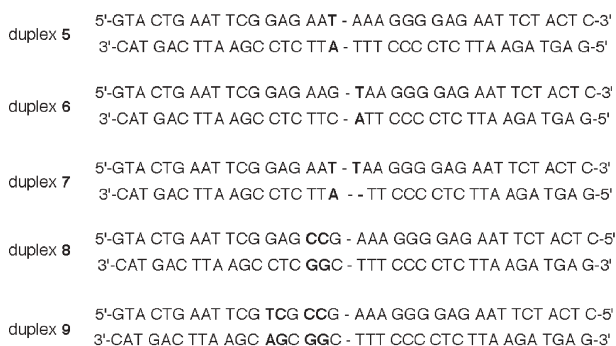 5'-GTA CTG AAT TCG GAG AAT - AAA GGG GAG AAT TCT ACT C-3'
duplex 5
3'-CAT GAC TTA AGC CTC TTA - TTT CCC CTC TTA AGA TGA G-5'
5'-GTA CTG AAT TCG GAG AAG - TAA GGG GAG AAT TCT ACT C-3'
duplex 6
3'-CAT GAC TTA AGC CTC TTC - ATT CCC CTC TTA AGA TGA G-5'
5'-GTA CTG AAT TCG GAG AAT - TAA GGG GAG AAT TCT ACT C-3'
duplex 7
3'-CAT GAC TTA AGC CTC TTA - - TT CCC CTC TTA AGA TGA G-5'
5'-GTA CTG AAT TCG GAG CCG - AAA GGG GAG AAT TCT ACT C-5'
duplex 8
3'-CAT GAC TTA AGC CTC GGC - TTT CCC CTC TTA AGA TGA G-3'
5'-GTA CTG AAT TCG TCG CCG - AAA GGG GAG AAT TCT ACT C-5'
duplex 9
3'-CAT GAC TTA AGC AGC GGC - TTT CCC CTC TTA AGA TGA G-3'